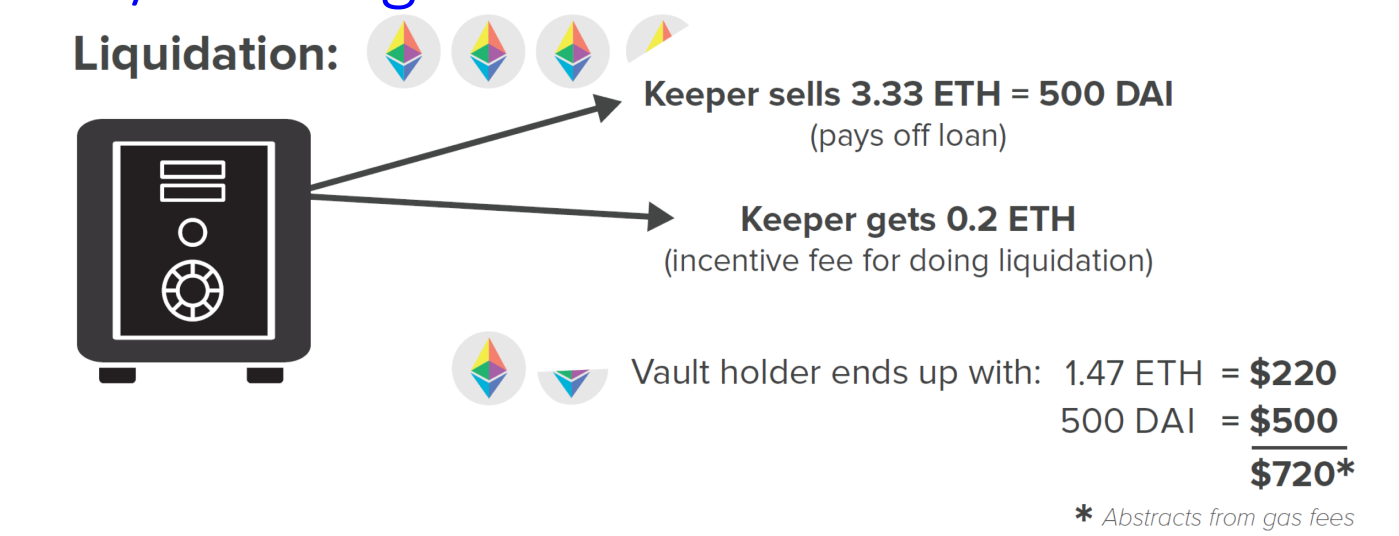 Liquidation:
Keeper sells 3.33 ETH = 500 DAI
(pays off loan)
Keeper gets 0.2 ETH
(incentive fee for doing liquidation)
Vault holder ends up with: 1.47 ETH = $220
500 DAI = $500
$720*
* Abstracts from gas fees